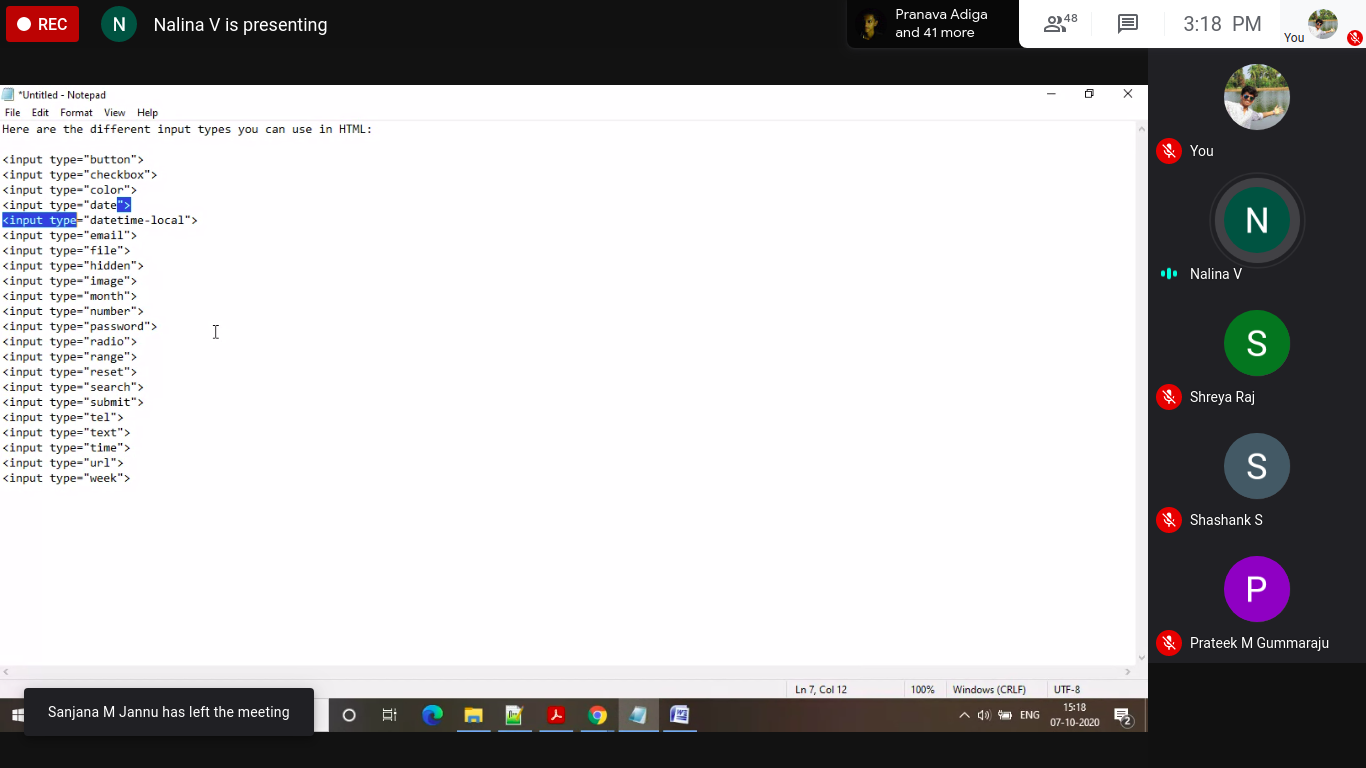 REC
N
Nalina V is presenting
Pranava Adiga
and 41 more
48
3:18 PM
You
*Untitled - Notepad
File Edit Format View Help
Here are the different input types you can use in HTML:
<input type="button">
<input type="checkbox">
<input type="color">
<input type="date">
<input type="datetime-local">
<input type="email">
<input type="file">
<input type="hidden">
<input type="image">
<input type="month">
<input type="number">
<input type="password">
<input type="radio">
<input type="range">
<input type="reset">
<input type="search">
<input type="submit">
<input type="tel">
<input type="text">
<input type="time">
<input type="url">
<input type="week">
Ln 7, Col 12
100%
Windows (CRLF)
UTF-8
Sanjana M Jannu has left the meeting
ENG
15:18
07-10-2020
2
You
N
Nalina V
S
Shreya Raj
S
Shashank S
P
Prateek M Gummaraju